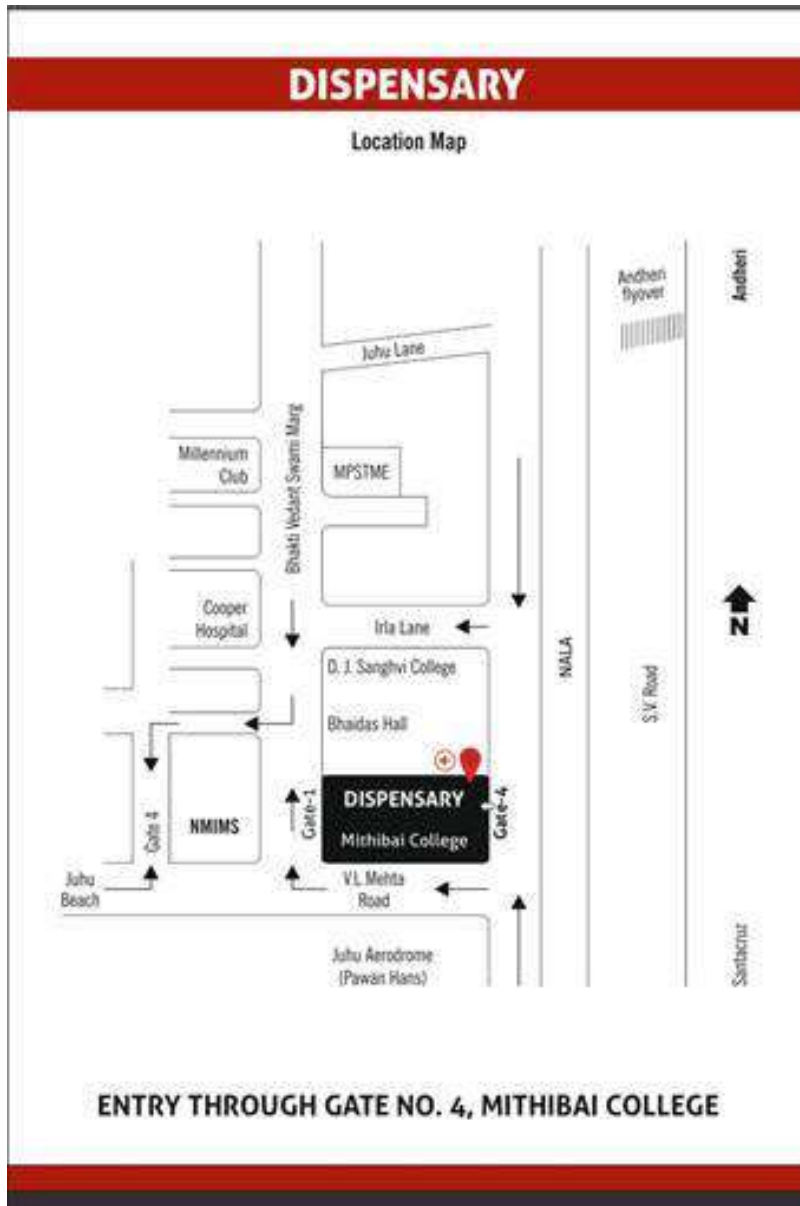 DISPENSARY
Location Map
Andheri
flyover
Andheri
Juhu Lane
Bhakti Vedant Swami Marg
Millennium
Club
MPSTME
Cooper
Hospital
Irla Lane
N
NALA
S.V. Road
D. J. Sanghvi College
Bhaidas Hall
DISPENSARY
Mithibai College
Gate-1
Gate-4
Gate 4
NMIMS
Juhu
Beach
V.L. Mehta
Road
Juhu Aerodrome
(Pawan Hans)
Santacruz
ENTRY THROUGH GATE NO. 4, MITHIBAI COLLEGE